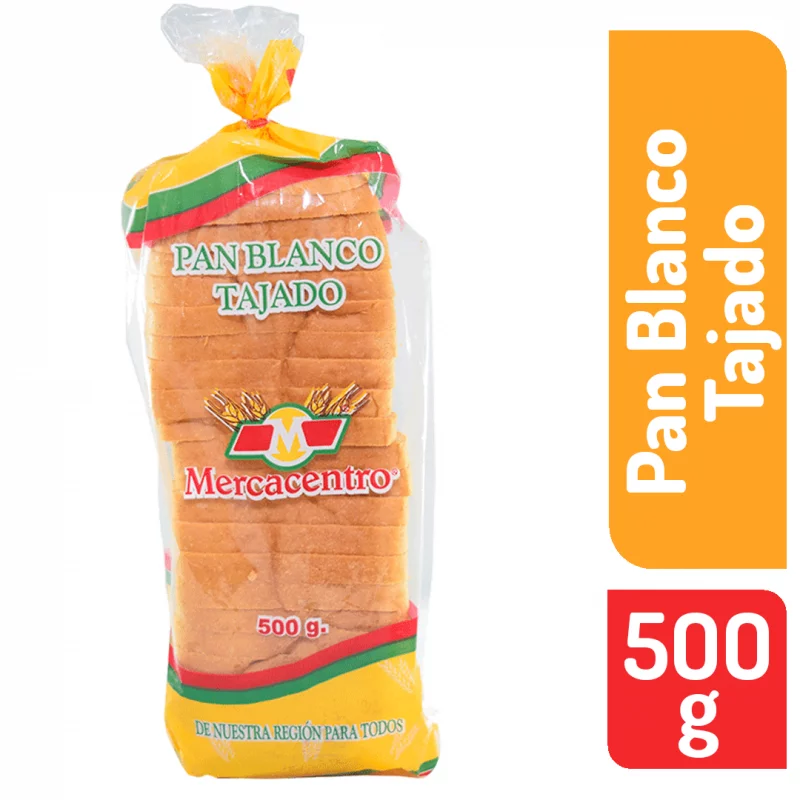 PAN BLANCO
TAJADO
M
Mercacentro®
500 g.
DE NUESTRA REGIÓN PARA TODOS
Pan Blanco
Tajado
500
g